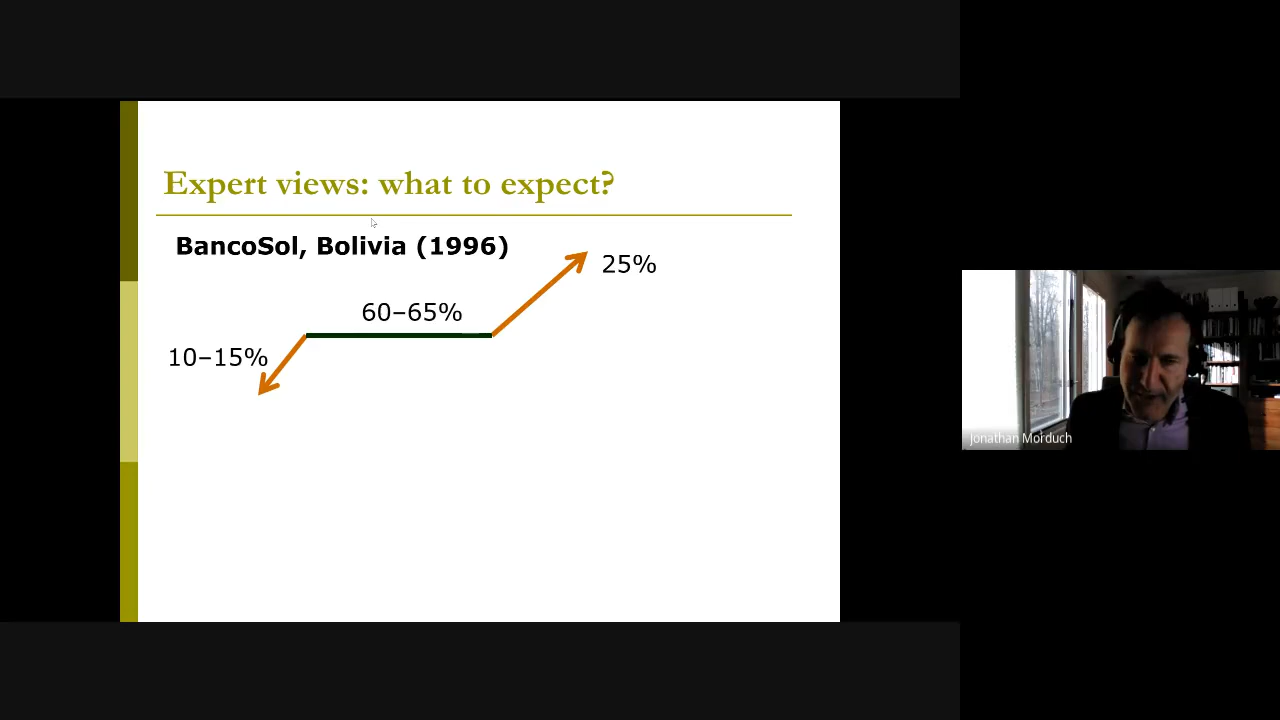 Expert views: what to expect?
BancoSol, Bolivia (1996)
25%
60–65%
10–15%
Jonathan Morduch